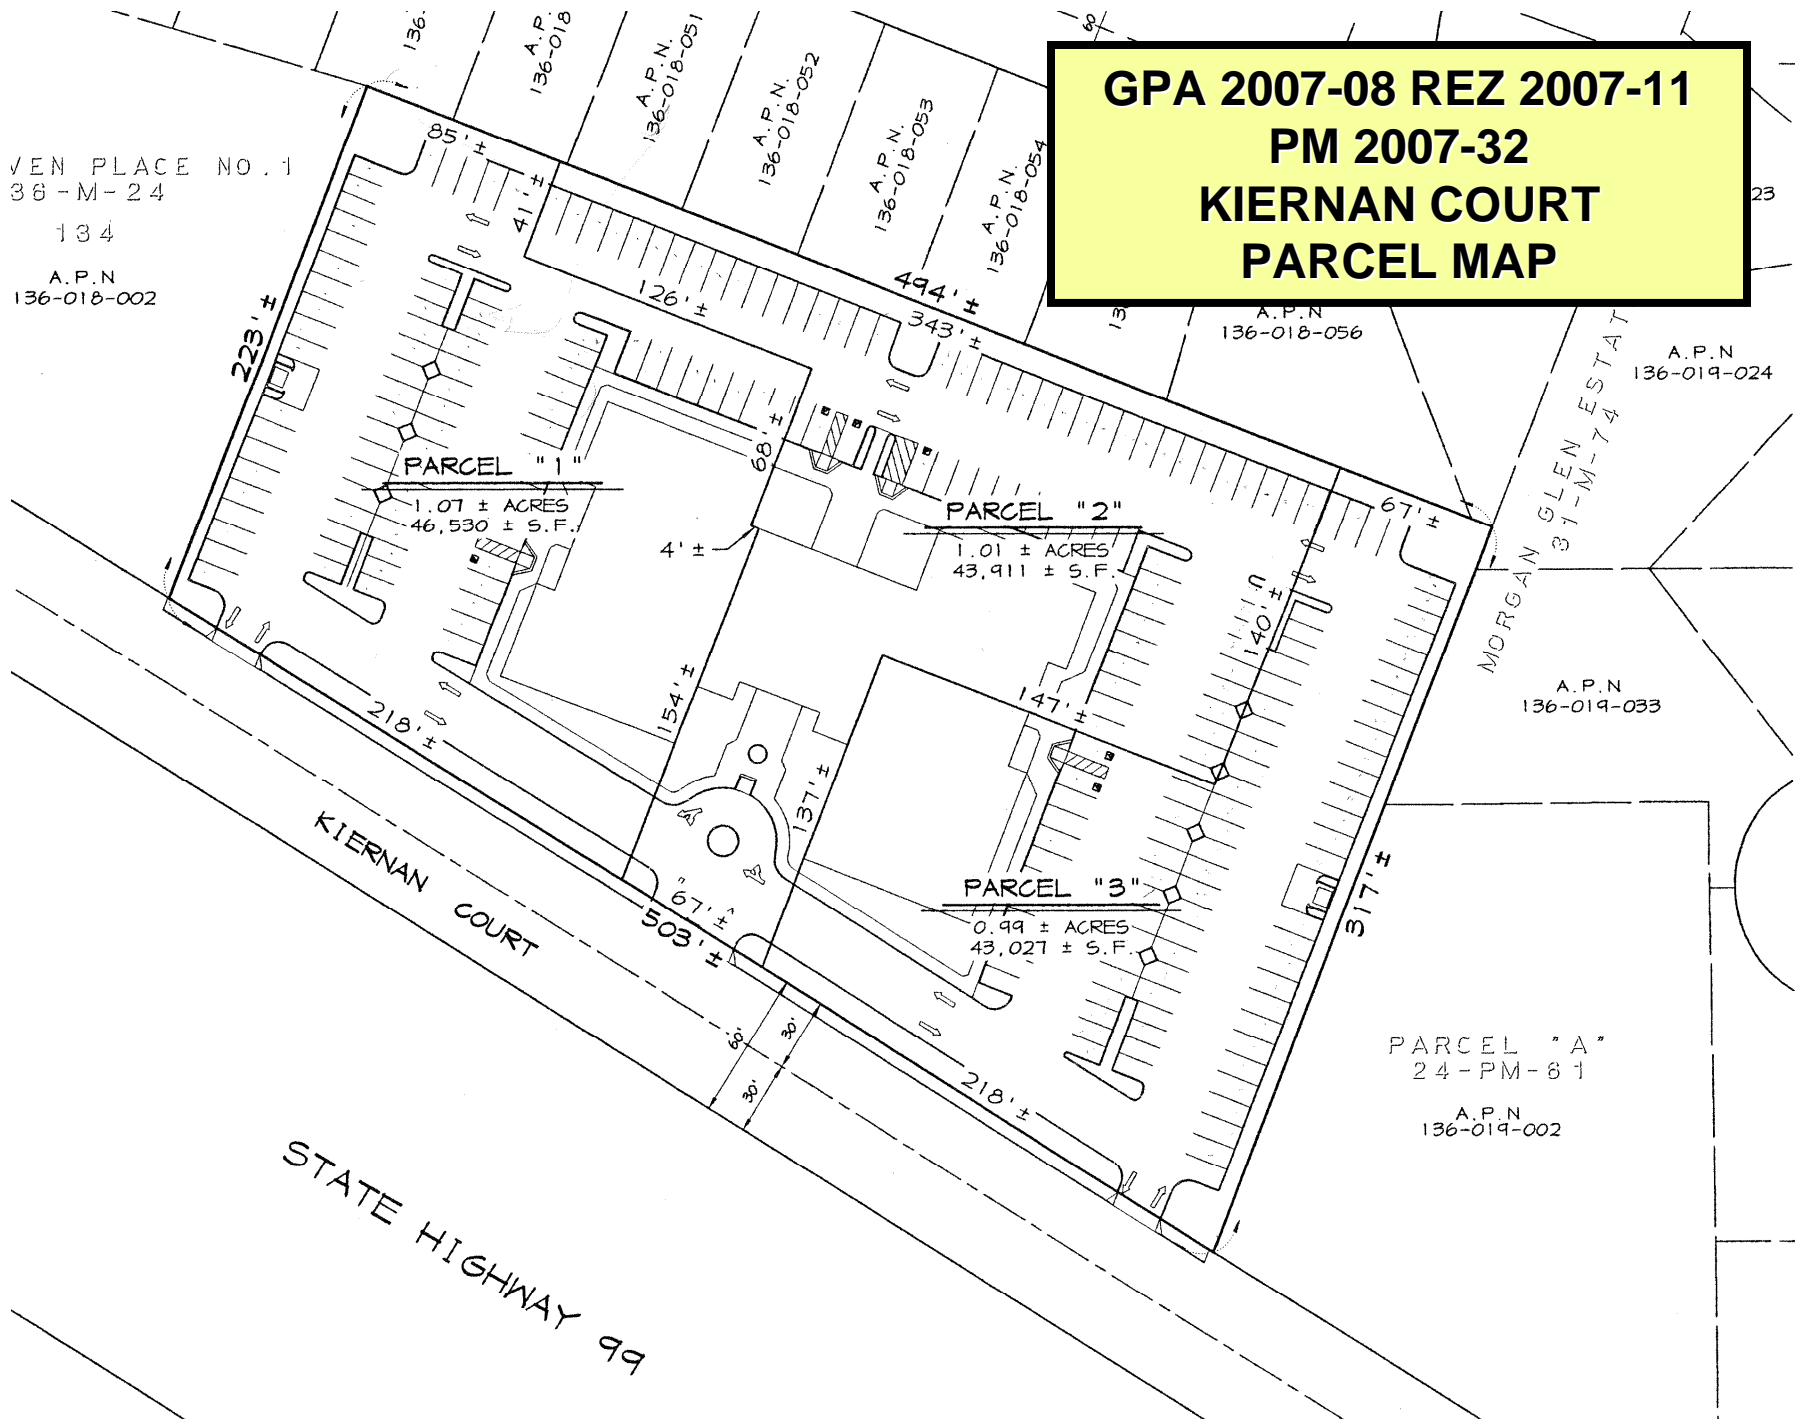 GPA 2007-08 REZ 2007-11
PM 2007-32
KIERNAN COURT
PARCEL MAP
136-
A.P.
136-018
A.P.N.
136-018-051
A.P.N.
136-018-052
A.P.N.
136-018-053
A.P.N.
136-018-054
60
23
VEN PLACE NO.1
36-M-24
134
A.P.N
136-018-002
A.P.N
136-018-056
13
A.P.N
136-019-024
MORGAN GLEN ESTAT
31-M-74
A.P.N
136-019-033
85'±
41'±
126'±
494'±
343'±
223'±
68'±
67'±
PARCEL "1"
1.07 ± ACRES
46,530 ± S.F.
PARCEL "2"
1.01 ± ACRES
43,911 ± S.F.
4'±
140'±
147'±
154'±
137'±
218'±
317'±
PARCEL "3"
0.99 ± ACRES
43,027 ± S.F.
67'±
503'±
218'±
60'
30'
30'
KIERNAN COURT
STATE HIGHWAY 99
PARCEL "A"
24-PM-61
A.P.N
136-019-002